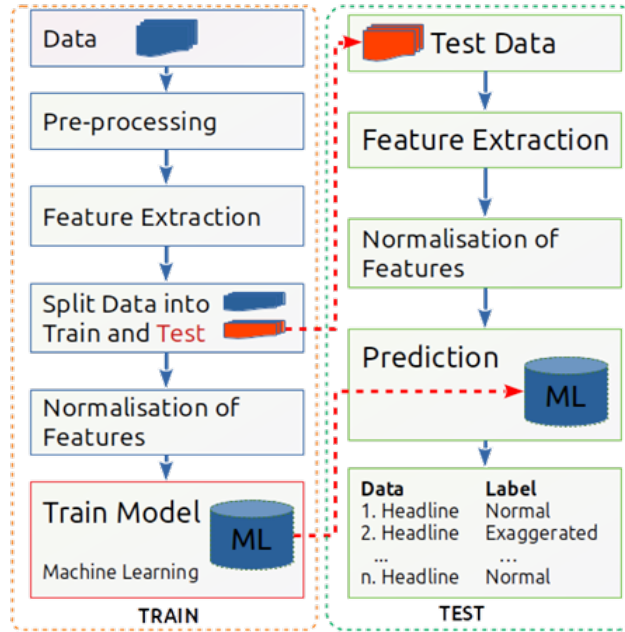 Data
Pre-processing
Feature Extraction
Split Data into
Train and Test
Normalisation of
Features
Train Model
ML
Machine Learning
TRAIN
Test Data
Feature Extraction
Normalisation of
Features
Prediction
ML
Data Label
1. Headline Normal
2. Headline Exaggerated
... ...
n. Headline Normal
TEST